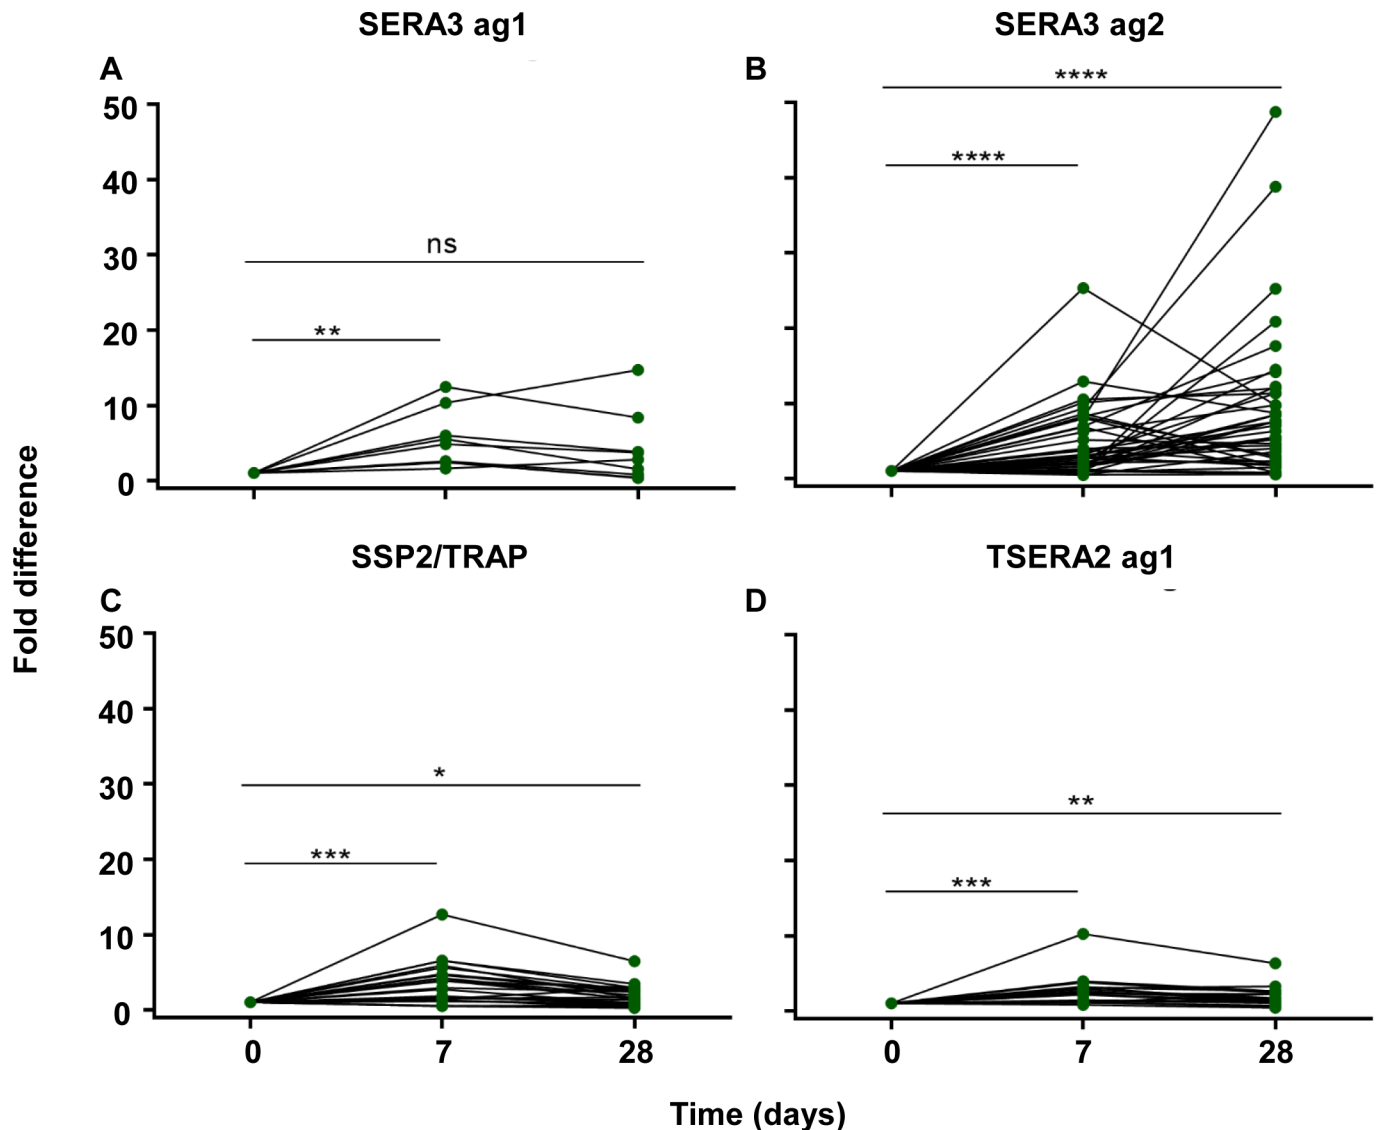 SERA3 ag1
SERA3 ag2
A
B
****
50
****
40
ns
30
**
20
10
0
SSP2/TRAP
TSERA2 ag1
C
D
Fold difference
50
40
*
30
**
***
20
***
10
0
0
7
28
0
7
28
Time (days)